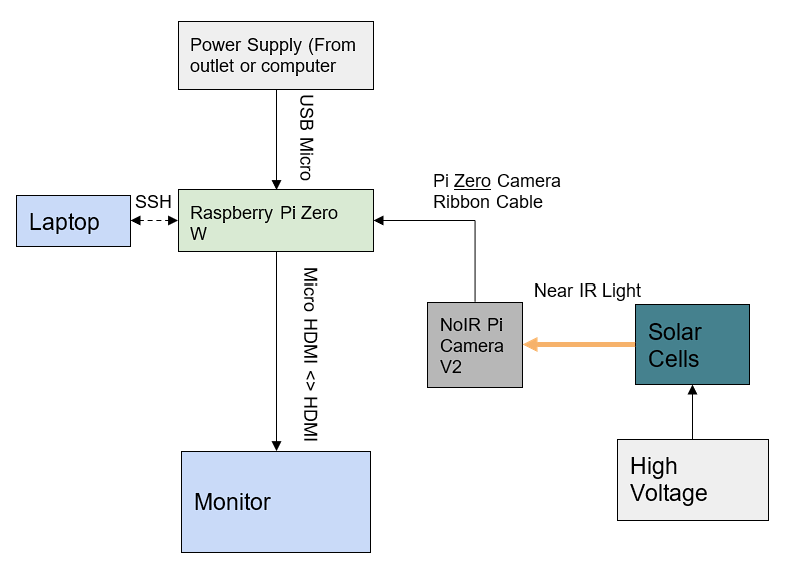 Power Supply (From
outlet or computer
USB Micro
Pi Zero Camera
Ribbon Cable
SSH
Laptop
Raspberry Pi Zero
W
Micro HDMI <> HDMI
Near IR Light
NoIR Pi
Camera
V2
Solar
Cells
High
Voltage
Monitor